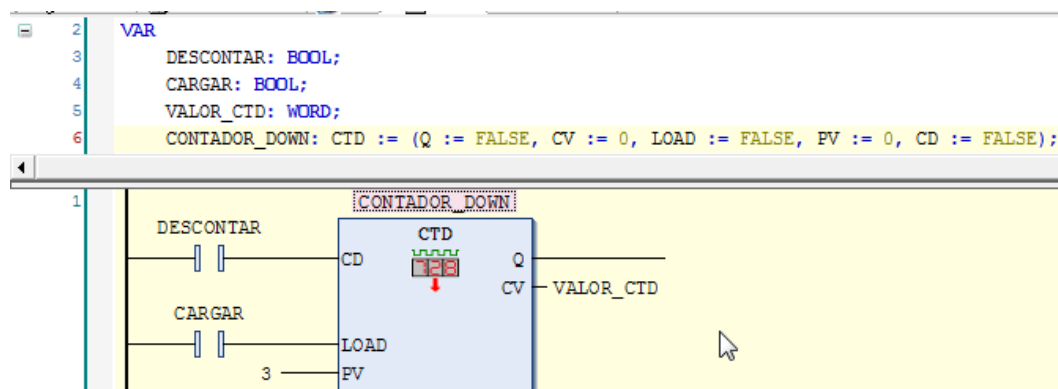 2 VAR
3 DESCONTAR: BOOL;
4 CARGAR: BOOL;
5 VALOR_CTD: WORD;
6 CONTADOR_DOWN: CTD := (Q := FALSE, CV := 0, LOAD := FALSE, PV := 0, CD := FALSE);
1 CONTADOR_DOWN
DESCONTAR CTD
CD 728 Q
CV VALOR_CTD
CARGAR
LOAD
3 PV